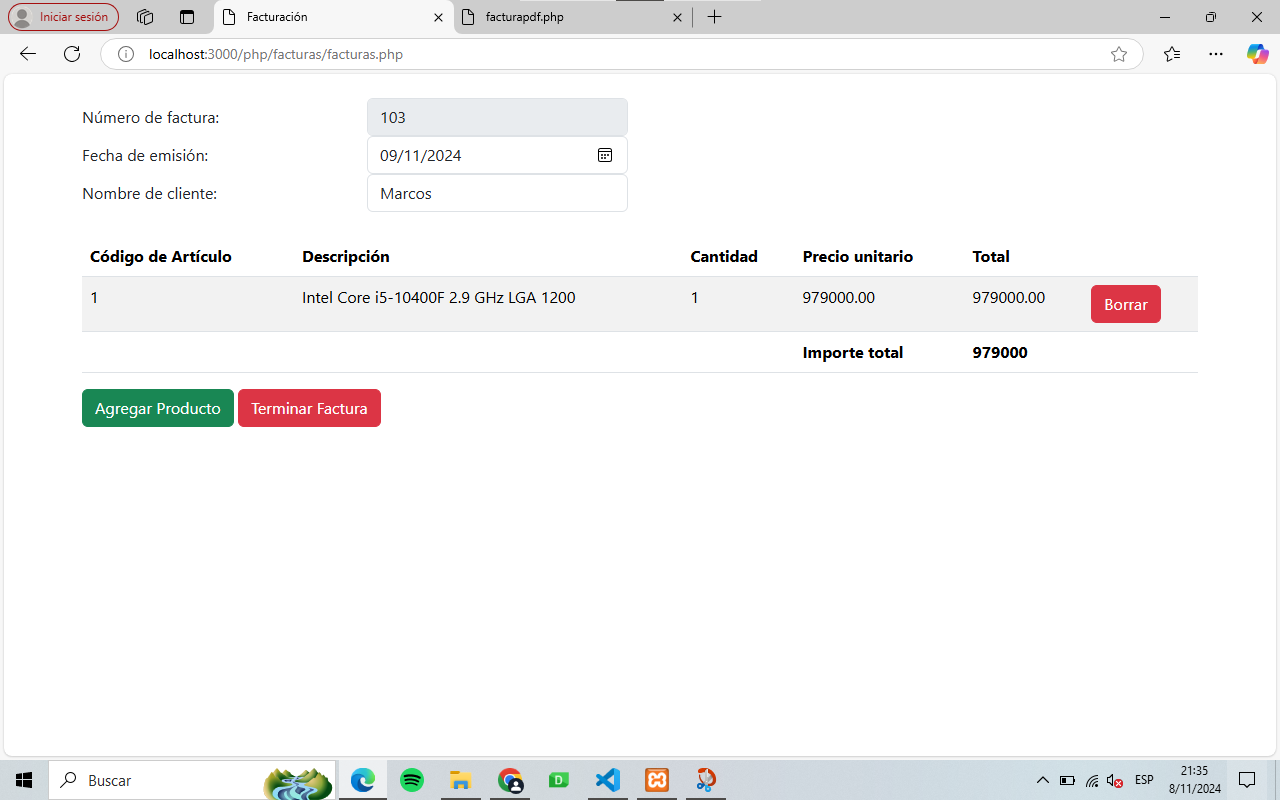 Iniciar sesión
Facturación
facturapdf.php
localhost:3000/php/facturas/facturas.php
Número de factura: 103
Fecha de emisión: 09/11/2024
Nombre de cliente: Marcos
Código de Artículo Descripción Cantidad Precio unitario Total
1 Intel Core i5-10400F 2.9 GHz LGA 1200 1 979000.00 979000.00 Borrar
Importe total 979000
Agregar Producto Terminar Factura
Buscar
D
ESP
21:35
8/11/2024